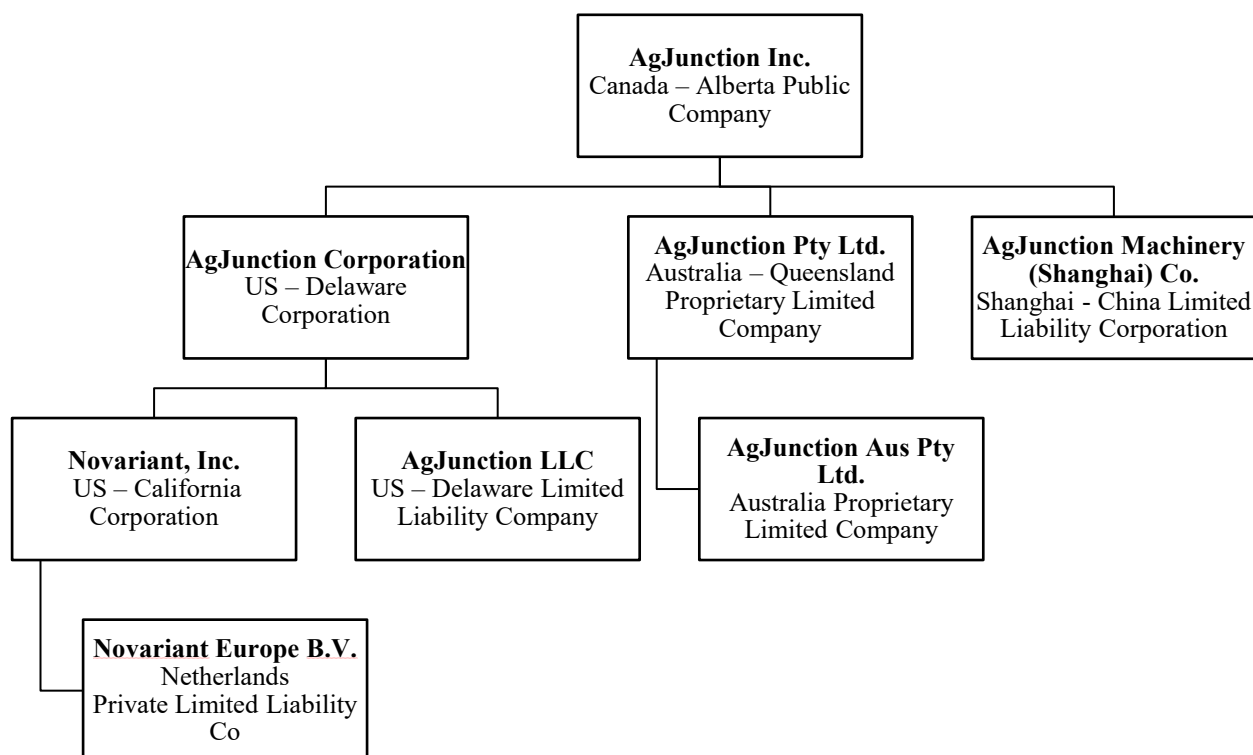 AgJunction Inc.
Canada – Alberta Public
Company
AgJunction Corporation
US – Delaware
Corporation
AgJunction Pty Ltd.
Australia – Queensland
Proprietary Limited
Company
AgJunction Machinery
(Shanghai) Co.
Shanghai - China Limited
Liability Corporation
Novariant, Inc.
US – California
Corporation
AgJunction LLC
US – Delaware Limited
Liability Company
AgJunction Aus Pty
Ltd.
Australia Proprietary
Limited Company
Novariant Europe B.V.
Netherlands
Private Limited Liability
Co